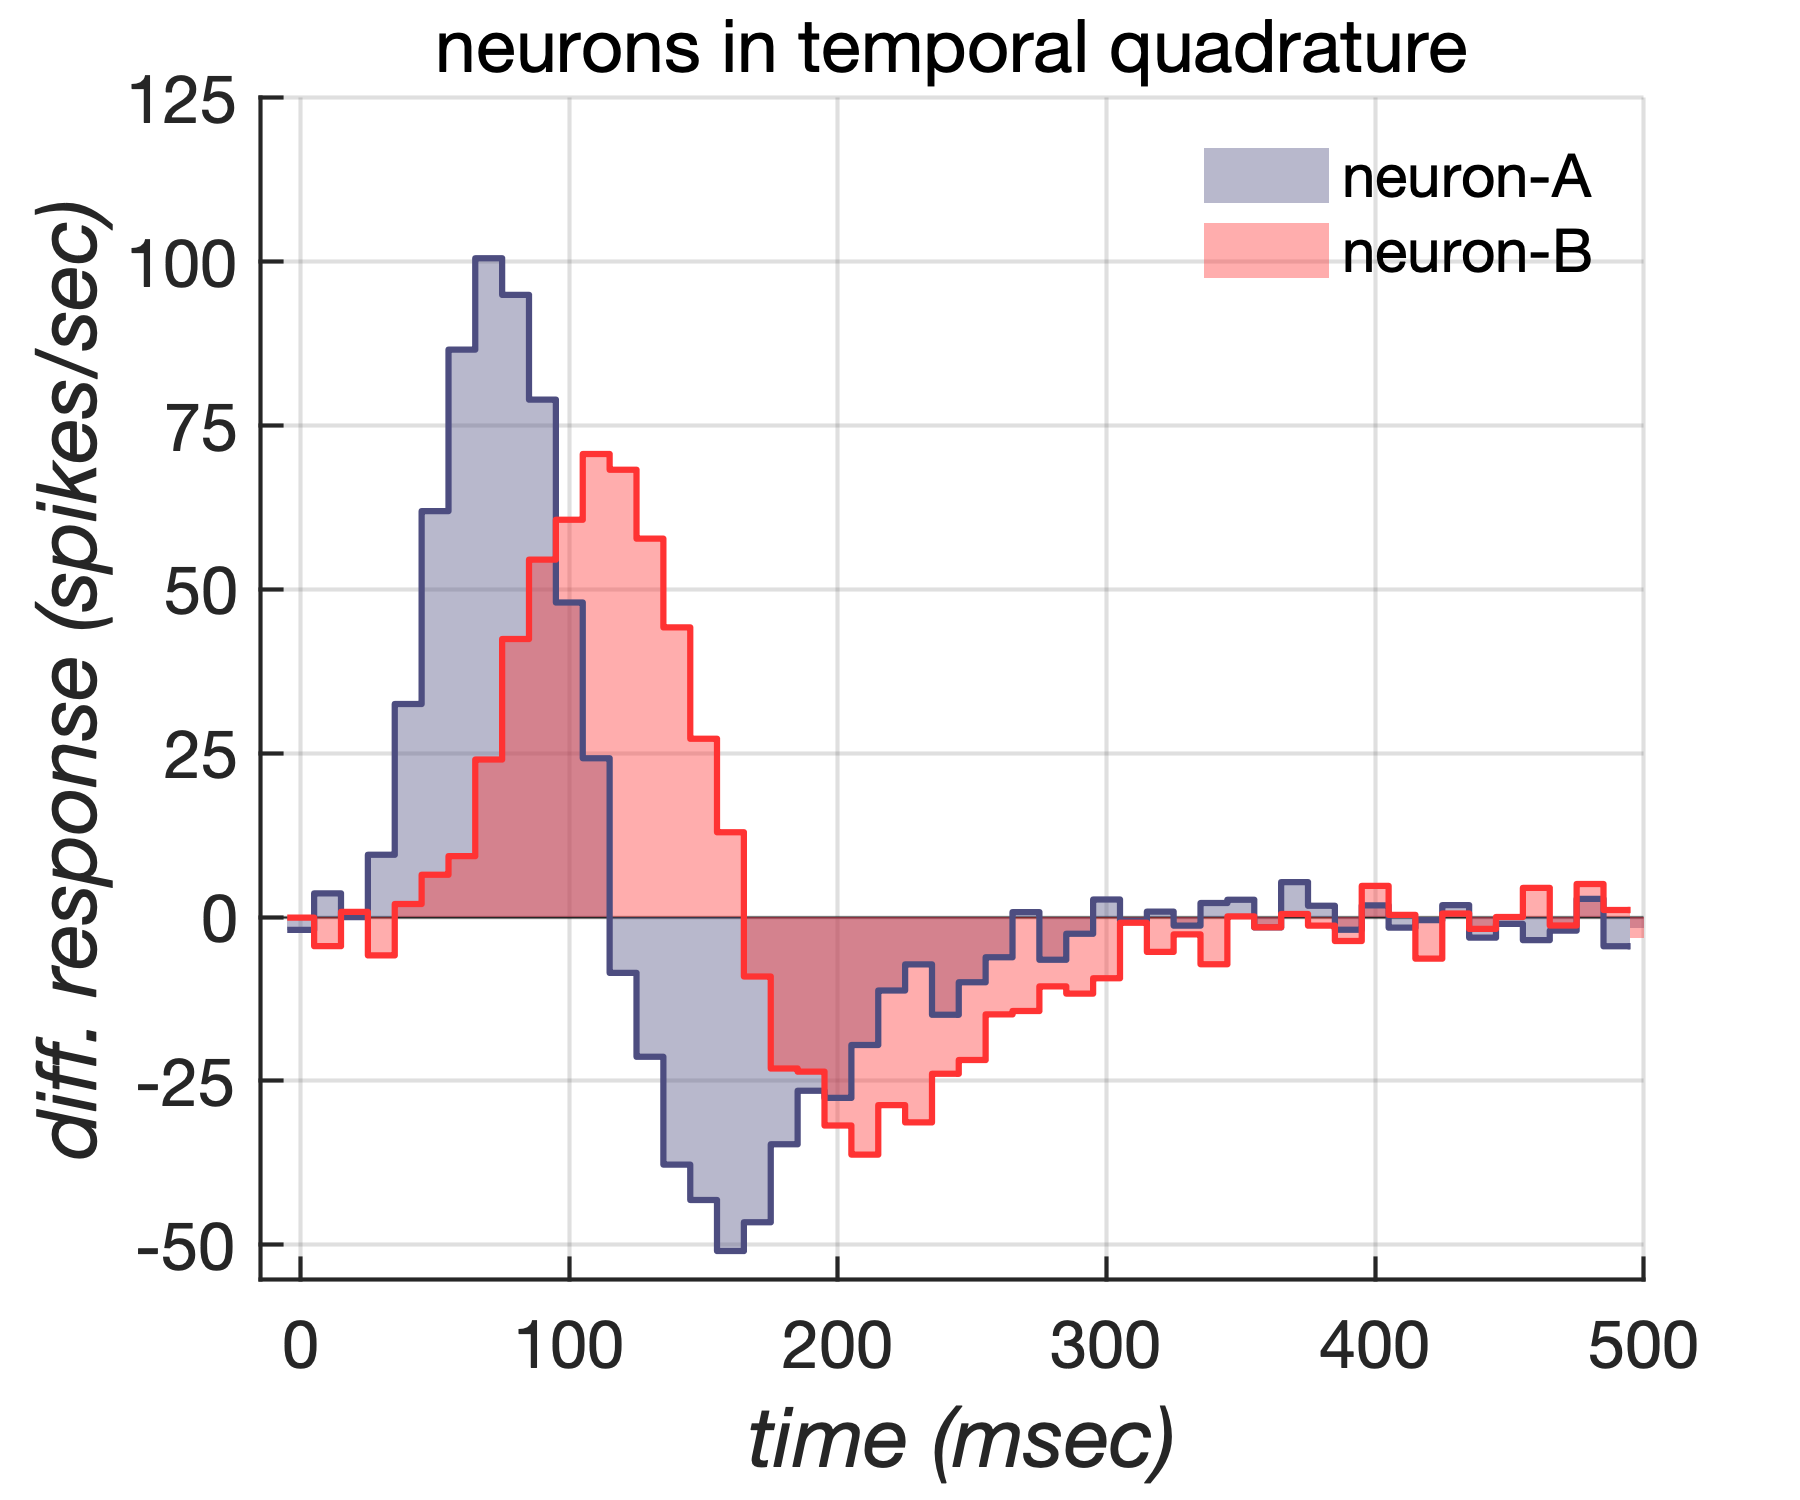 neurons in temporal quadrature
125
100
75
50
25
0
-25
-50
diff. response (spikes/sec)
neuron-A
neuron-B
0 100 200 300 400 500
time (msec)